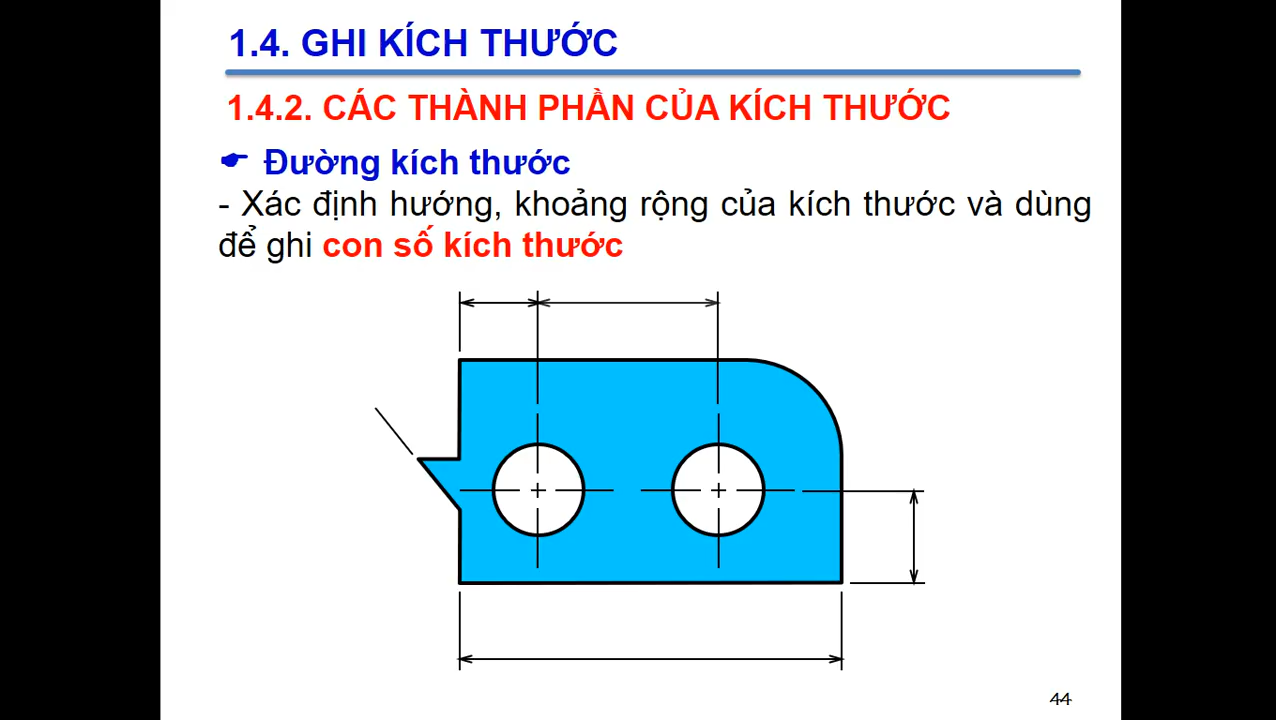 1.4. GHI KÍCH THƯỚC
1.4.2. CÁC THÀNH PHẦN CỦA KÍCH THƯỚC
☛ Đường kích thước
- Xác định hướng, khoảng rộng của kích thước và dùng
để ghi con số kích thước
44